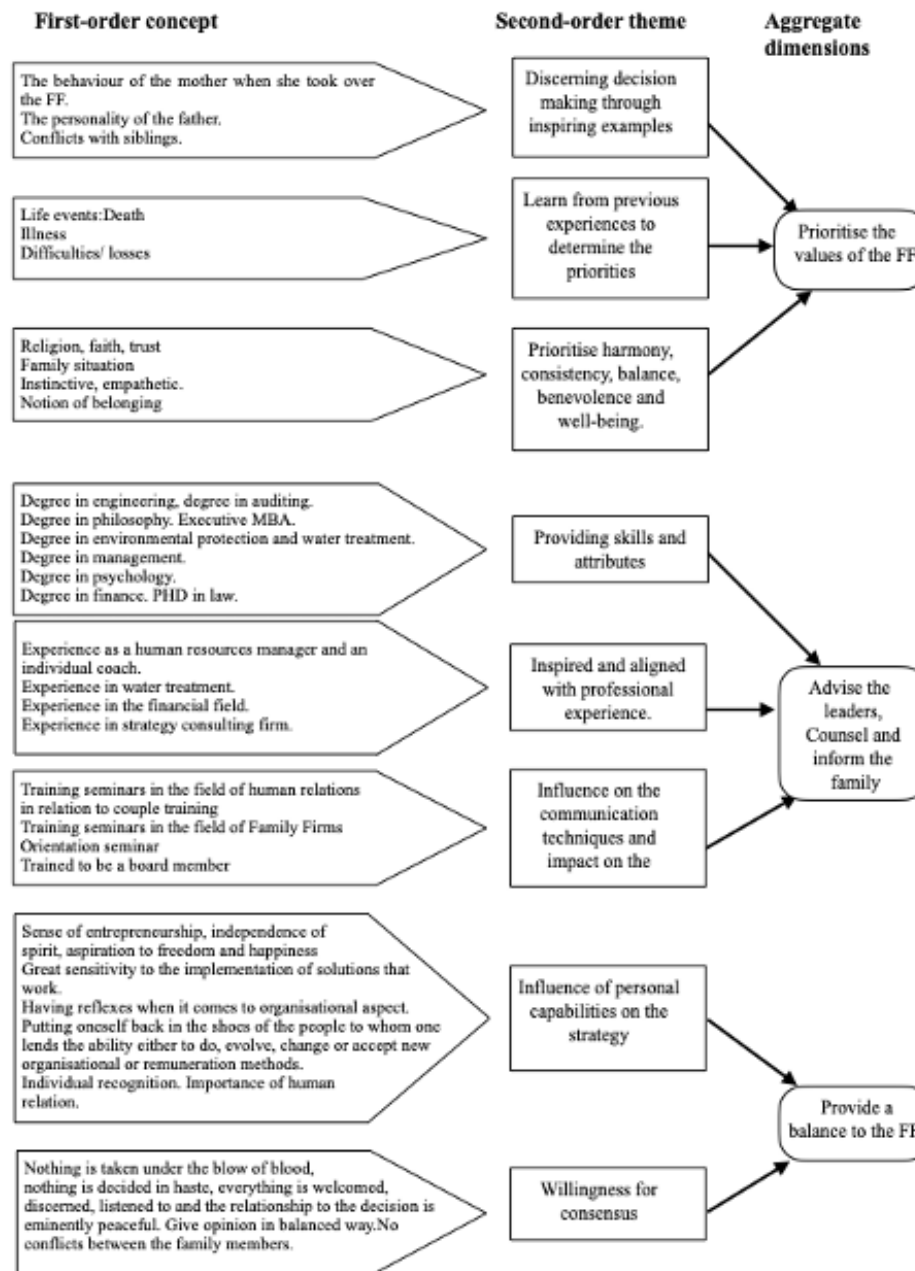 First-order concept
Second-order theme
Aggregate
dimensions
The behaviour of the mother when she took over
the FF.
The personality of the father.
Conflicts with siblings.
Discerning decision
making through
inspiring examples
Life events:Death
Illness
Difficulties/ losses
Learn from previous
experiences to
determine the
priorities
Prioritise the
values of the FF
Religion, faith, trust
Family situation
Instinctive, empathetic.
Notion of belonging
Prioritise harmony,
consistency, balance,
benevolence and
well-being.
Degree in engineering, degree in auditing.
Degree in philosophy. Executive MBA.
Degree in environmental protection and water treatment.
Degree in management.
Degree in psychology.
Degree in finance. PHD in law.
Providing skills and
attributes
Experience as a human resources manager and an
individual coach.
Experience in water treatment.
Experience in the financial field.
Experience in strategy consulting firm.
Inspired and aligned
with professional
experience.
Advise the
leaders,
Counsel and
inform the
family
Training seminars in the field of human relations
in relation to couple training
Training seminars in the field of Family Firms
Orientation seminar
Trained to be a board member
Influence on the
communication
techniques and
impact on the
Sense of entrepreneurship, independence of
spirit, aspiration to freedom and happiness
Great sensitivity to the implementation of solutions that
work.
Having reflexes when it comes to organisational aspect.
Putting oneself back in the shoes of the people to whom one
lends the ability either to do, evolve, change or accept new
organisational or remuneration methods.
Individual recognition. Importance of human
relation.
Influence of personal
capabilities on the
strategy
Provide a
balance to the FF
Nothing is taken under the blow of blood,
nothing is decided in haste, everything is welcomed,
discerned, listened to and the relationship to the decision is
eminently peaceful. Give opinion in balanced way.No
conflicts between the family members.
Willingness for
consensus